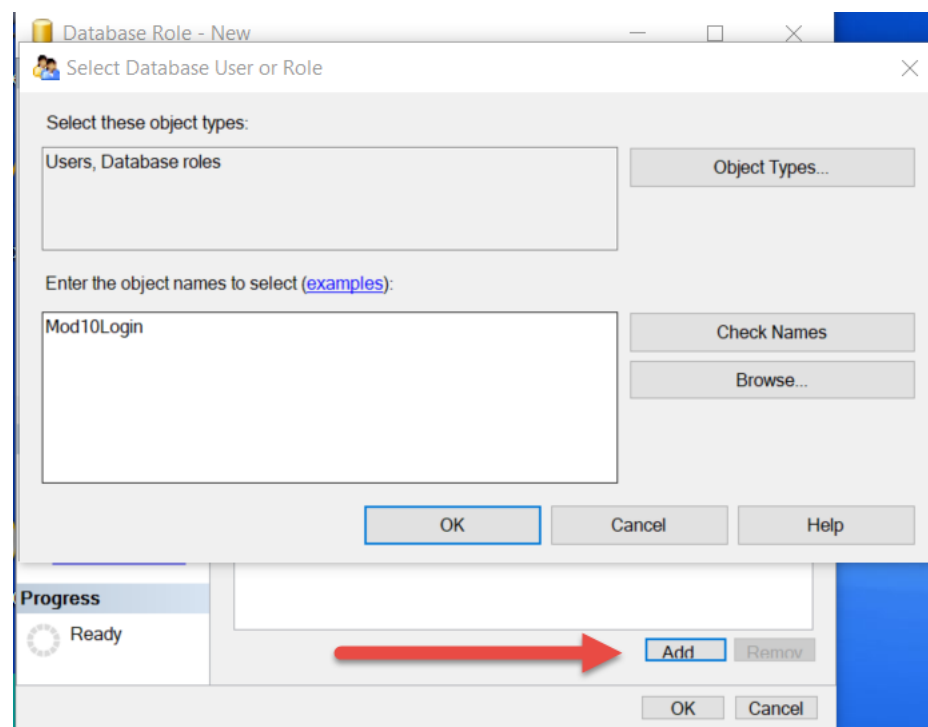 Database Role - New
Select Database User or Role
Select these object types:
Users, Database roles
Object Types...
Enter the object names to select (examples):
Mod10Login
Check Names
Browse...
OK
Cancel
Help
Progress
Ready
Add
Remov
OK
Cancel